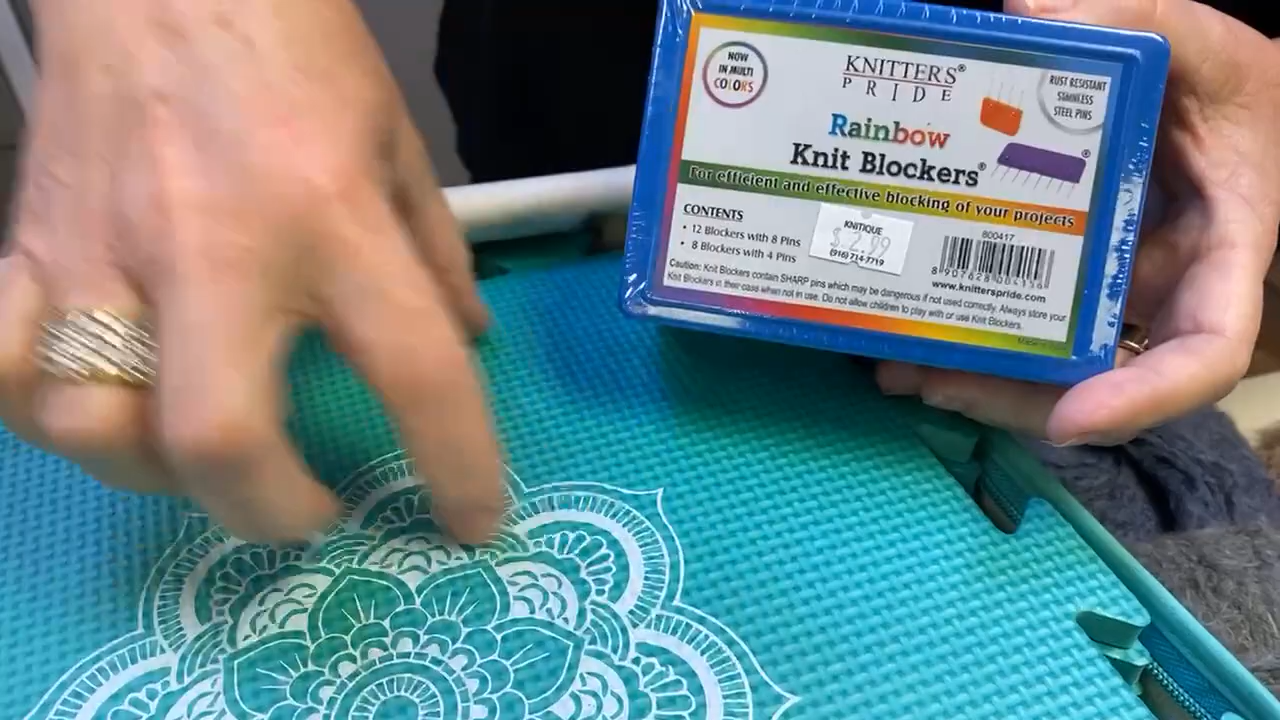 NOW
IN MULTI
COLORS
KNITTER'S®
PRIDE
RUST RESISTANT
STAINLESS
STEEL PINS
Rainbow
Knit Blockers®
®
For efficient and effective blocking of your projects
CONTENTS
• 12 Blockers with 8 Pins
• 8 Blockers with 4 Pins
KNITIQUE
(916) 714-7719
800417
www.knitterspride.com
Caution: Knit Blockers contain SHARP pins which may be dangerous if not used correctly. Always store your
Knit Blockers in their case when not in use. Do not allow children to play with or use Knit Blockers.